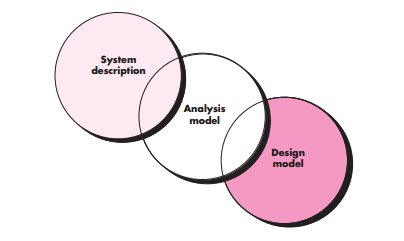 System
description
Analysis
model
Design
model